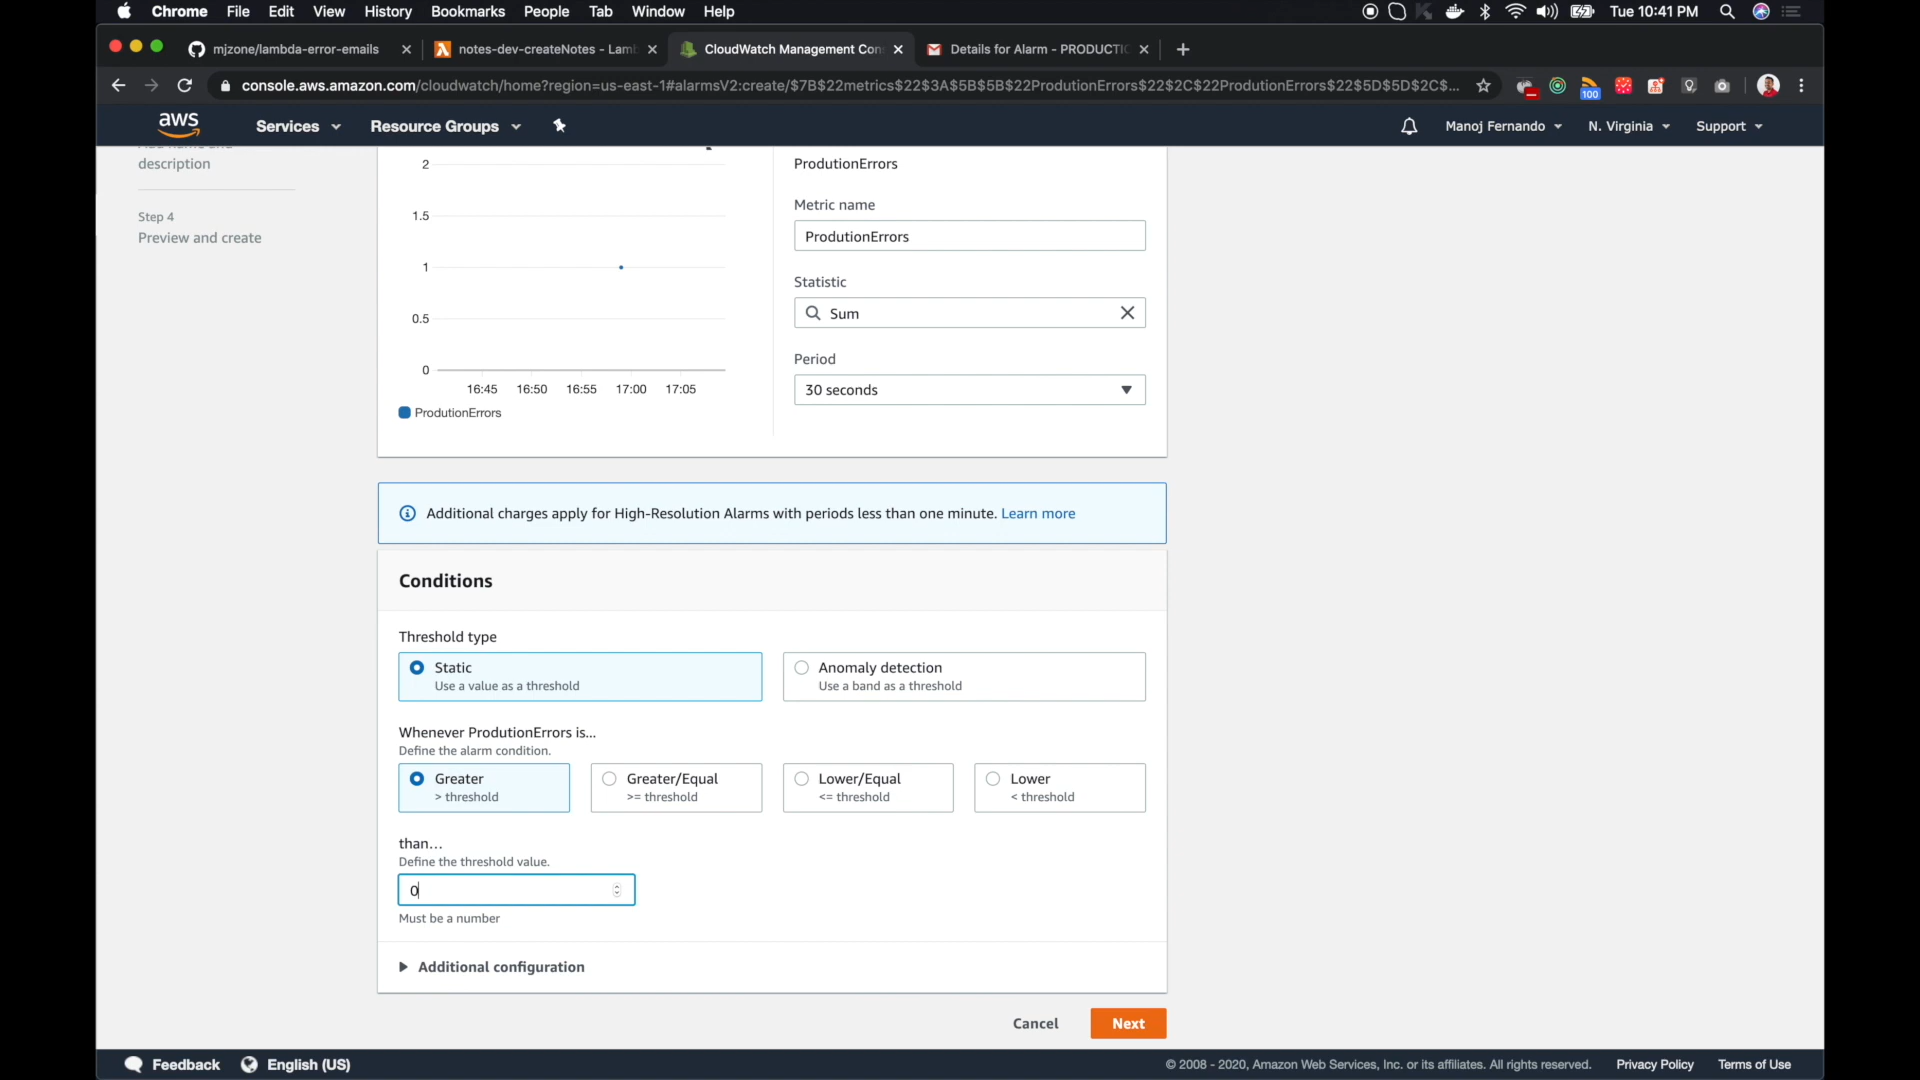 Chrome File Edit View History Bookmarks People Tab Window Help Tue 10:41 PM
mjzone/lambda-error-emails notes-dev-createNotes - Lam CloudWatch Management Con Details for Alarm - PRODUCTIO
console.aws.amazon.com/cloudwatch/home?region=us-east-1#alarmsV2:create/$7B$22metrics$22$3A$5B$5B$22ProdutionErrors$22$2C$22ProdutionErrors$22$5D$5D$2C$... 100
aws Services Resource Groups Manoj Fernando N. Virginia Support
description
Step 4
Preview and create
2
1.5
1
0.5
0
16:45 16:50 16:55 17:00 17:05
ProdutionErrors
ProdutionErrors
Metric name
ProdutionErrors
Statistic
Sum
Period
30 seconds
Additional charges apply for High-Resolution Alarms with periods less than one minute. Learn more
Conditions
Threshold type
Static
Use a value as a threshold
Anomaly detection
Use a band as a threshold
Whenever ProdutionErrors is...
Define the alarm condition.
Greater
> threshold
Greater/Equal
>= threshold
Lower/Equal
<= threshold
Lower
< threshold
than…
Define the threshold value.
0
Must be a number
Additional configuration
Cancel Next
Feedback English (US) © 2008 - 2020, Amazon Web Services, Inc. or its affiliates. All rights reserved. Privacy Policy Terms of Use